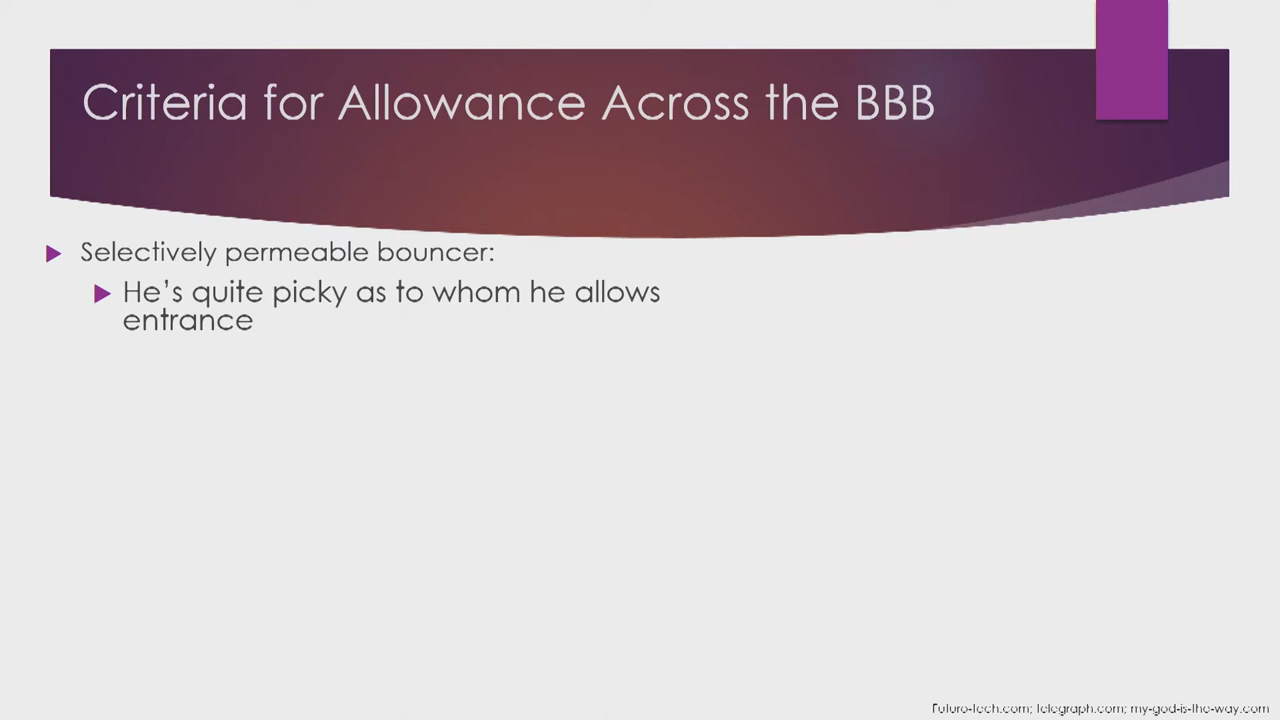 Criteria for Allowance Across the BBB
Selectively permeable bouncer:
He's quite picky as to whom he allows
entrance
Futuro-tech.com; telegraph.com; my-god-is-the-way.com